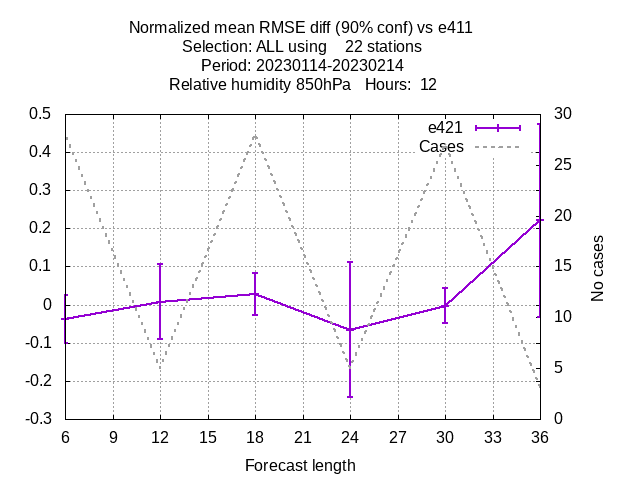 Normalized mean RMSE diff (90% conf) vs e411
Selection: ALL using 22 stations
Period: 20230114-20230214
Relative humidity 850hPa Hours: 12
e421
Cases
0.5
0.4
0.3
0.2
0.1
0
-0.1
-0.2
-0.3
30
25
20
15
10
5
0
No cases
6 9 12 15 18 21 24 27 30 33 36
Forecast length